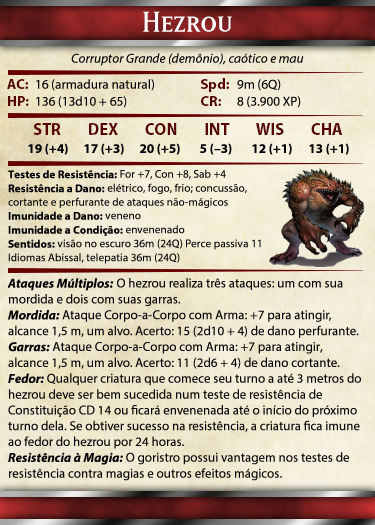 HEZROU
Corruptor Grande (demônio), caótico e mau
AC: 16 (armadura natural) Spd: 9m (6Q)
HP: 136 (13d10 + 65) CR: 8 (3.900 XP)
STR DEX CON INT WIS CHA
19 (+4) 17 (+3) 20 (+5) 5 (–3) 12 (+1) 13 (+1)
Testes de Resistência: For +7, Con +8, Sab +4
Resistência a Dano: elétrico, fogo, frio; concussão,
cortante e perfurante de ataques não-mágicos
Imunidade a Dano: veneno
Imunidade a Condição: envenenado
Sentidos: visão no escuro 36m (24Q) Perce passiva 11
Idiomas Abissal, telepatia 36m (24Q)
Ataques Múltiplos: O hezrou realiza três ataques: um com sua
mordida e dois com suas garras.
Mordida: Ataque Corpo-a-Corpo com Arma: +7 para atingir,
alcance 1,5 m, um alvo. Acerto: 15 (2d10 + 4) de dano perfurante.
Garras: Ataque Corpo-a-Corpo com Arma: +7 para atingir,
alcance 1,5 m, um alvo. Acerto: 11 (2d6 + 4) de dano cortante.
Fedor: Qualquer criatura que comece seu turno a até 3 metros do
hezrou deve ser bem sucedida num teste de resistência de
Constituição CD 14 ou ficará envenenada até o início do próximo
turno dela. Se obtiver sucesso na resistência, a criatura fica imune
ao fedor do hezrou por 24 horas.
Resistência à Magia: O goristro possui vantagem nos testes de
resistência contra magias e outros efeitos mágicos.